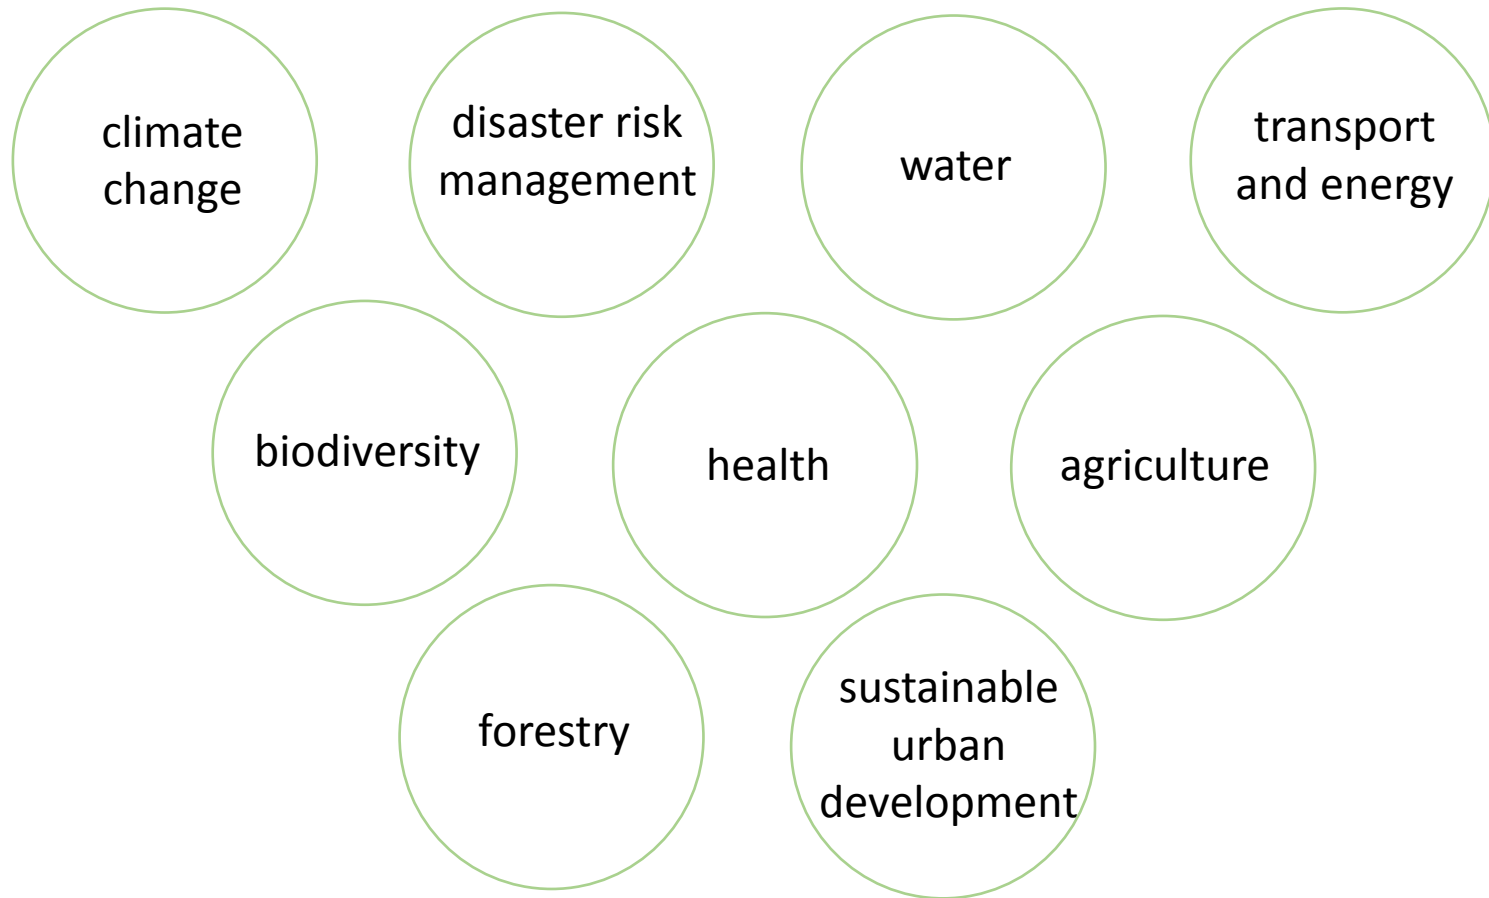 climate
change
disaster risk
management
water
transport
and energy
biodiversity
health
agriculture
forestry
sustainable
urban
development